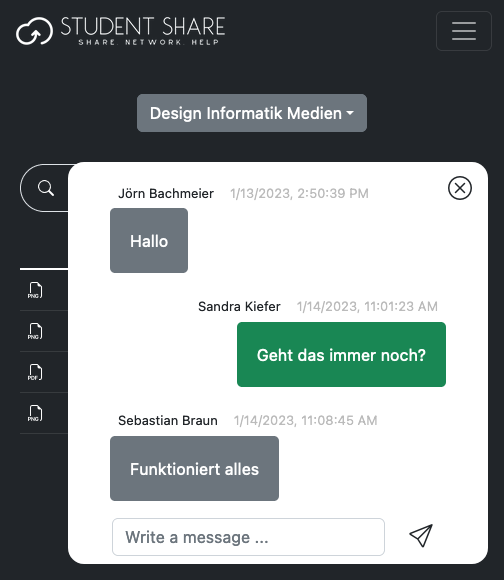 STUDENT SHARE
SHARE. NETWORK. HELP
Design Informatik Medien
Jörn Bachmeier 1/13/2023, 2:50:39 PM
Hallo
Sandra Kiefer 1/14/2023, 11:01:23 AM
Geht das immer noch?
Sebastian Braun 1/14/2023, 11:08:45 AM
Funktioniert alles
Write a message ...
PNG
PNG
PDF
PNG